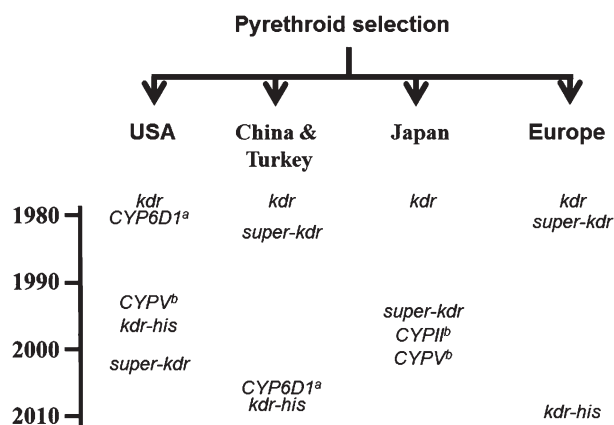 Pyrethroid selection
USA China & Japan Europe
Turkey
kdr kdr kdr kdr
1980 CYP6D1ᵃ super-kdr
super-kdr
1990
CYPVᵇ super-kdr
kdr-his CYPIIᵇ
2000 CYPVᵇ
super-kdr
CYP6D1ᵃ
kdr-his kdr-his
2010